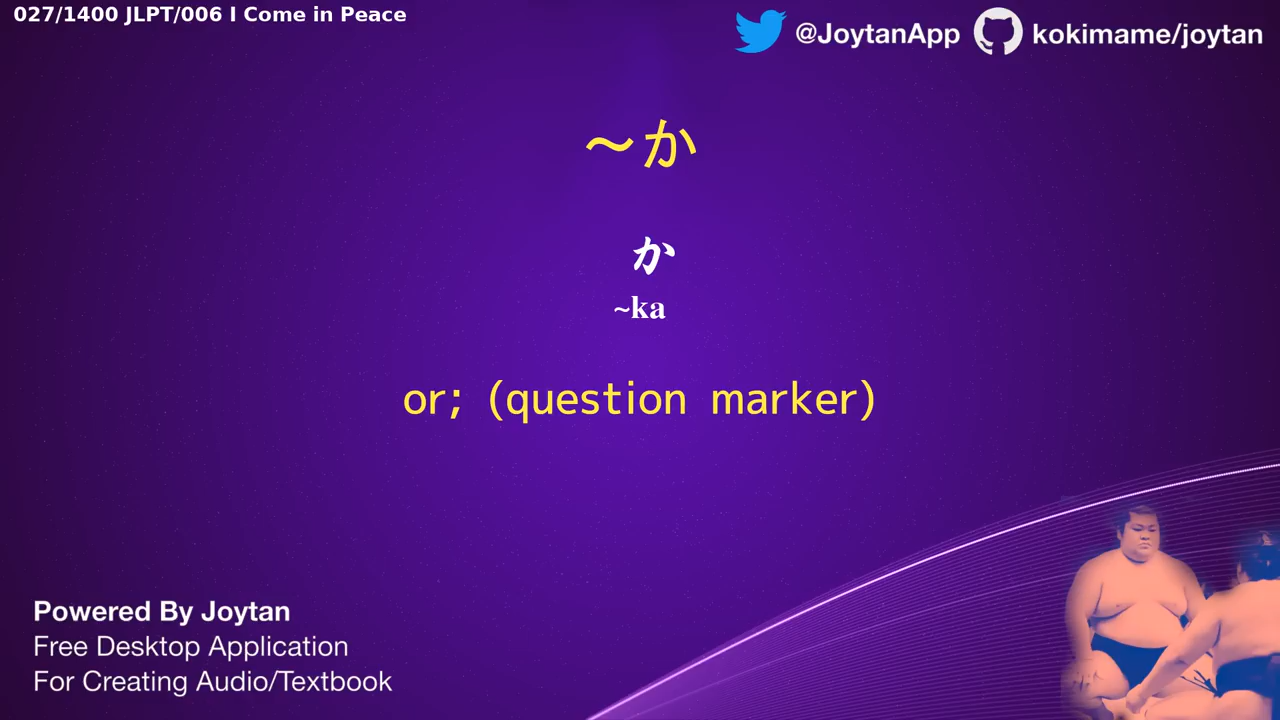 027/1400 JLPT/006 I Come in Peace
@JoytanApp kokimame/joytan
～か
か
~ka
or; (question marker)
Powered By Joytan
Free Desktop Application
For Creating Audio/Textbook